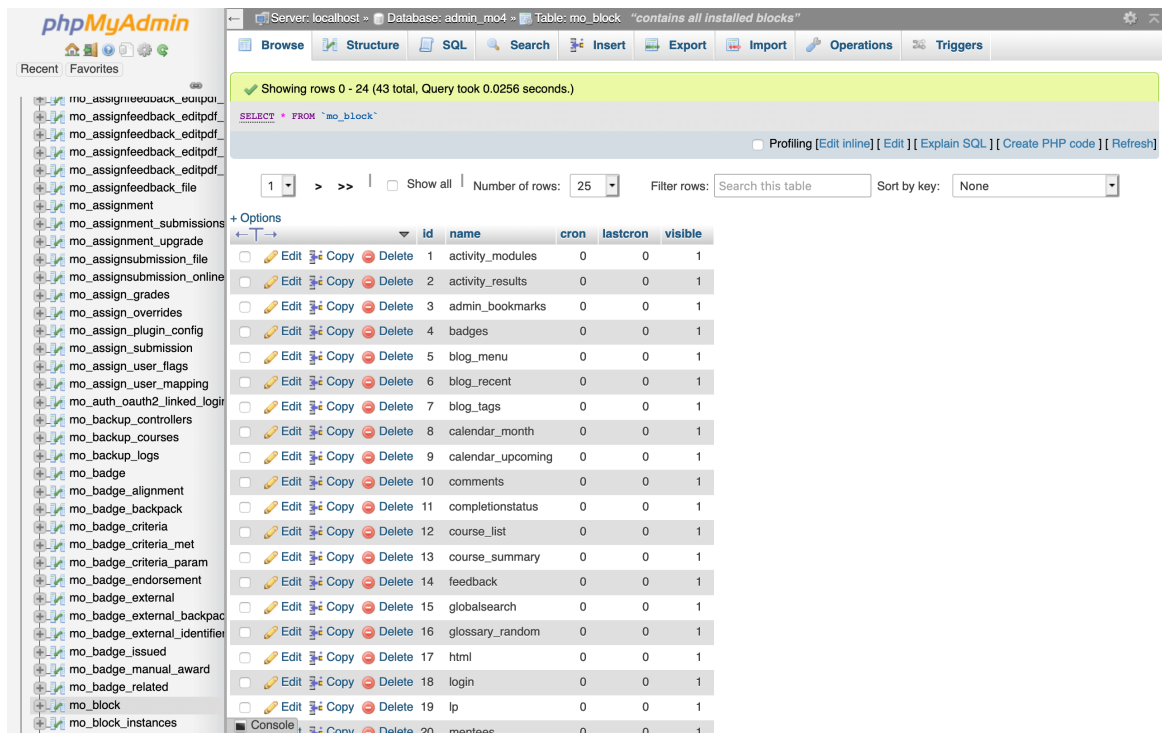 phpMyAdmin
Recent Favorites
mo_assignfeedback_editpdf_
mo_assignfeedback_editpdf_
mo_assignfeedback_editpdf_
mo_assignfeedback_editpdf_
mo_assignfeedback_editpdf_
mo_assignfeedback_file
mo_assignment
mo_assignment_submissions
mo_assignment_upgrade
mo_assignsubmission_file
mo_assignsubmission_online
mo_assign_grades
mo_assign_overrides
mo_assign_plugin_config
mo_assign_submission
mo_assign_user_flags
mo_assign_user_mapping
mo_auth_oauth2_linked_login
mo_backup_controllers
mo_backup_courses
mo_backup_logs
mo_badge
mo_badge_alignment
mo_badge_backpack
mo_badge_criteria
mo_badge_criteria_met
mo_badge_criteria_param
mo_badge_endorsement
mo_badge_external
mo_badge_external_backpac
mo_badge_external_identifier
mo_badge_issued
mo_badge_manual_award
mo_badge_related
mo_block
mo_block_instances
Server: localhost » Database: admin_mo4 » Table: mo_block "contains all installed blocks"
Browse Structure SQL Search Insert Export Import Operations Triggers
Showing rows 0 - 24 (43 total, Query took 0.0256 seconds.)
SELECT * FROM `mo_block`
Profiling [Edit inline] [ Edit ] [ Explain SQL ] [ Create PHP code ] [ Refresh]
1 > >> | Show all | Number of rows: 25 Filter rows: Search this table Sort by key: None
+ Options
←T→ id name cron lastcron visible
Edit Copy Delete 1 activity_modules 0 0 1
Edit Copy Delete 2 activity_results 0 0 1
Edit Copy Delete 3 admin_bookmarks 0 0 1
Edit Copy Delete 4 badges 0 0 1
Edit Copy Delete 5 blog_menu 0 0 1
Edit Copy Delete 6 blog_recent 0 0 1
Edit Copy Delete 7 blog_tags 0 0 1
Edit Copy Delete 8 calendar_month 0 0 1
Edit Copy Delete 9 calendar_upcoming 0 0 1
Edit Copy Delete 10 comments 0 0 1
Edit Copy Delete 11 completionstatus 0 0 1
Edit Copy Delete 12 course_list 0 0 1
Edit Copy Delete 13 course_summary 0 0 1
Edit Copy Delete 14 feedback 0 0 1
Edit Copy Delete 15 globalsearch 0 0 1
Edit Copy Delete 16 glossary_random 0 0 1
Edit Copy Delete 17 html 0 0 1
Edit Copy Delete 18 login 0 0 1
Edit Copy Delete 19 lp 0 0 1
Console Copy Delete 20 mentees 0 0 1